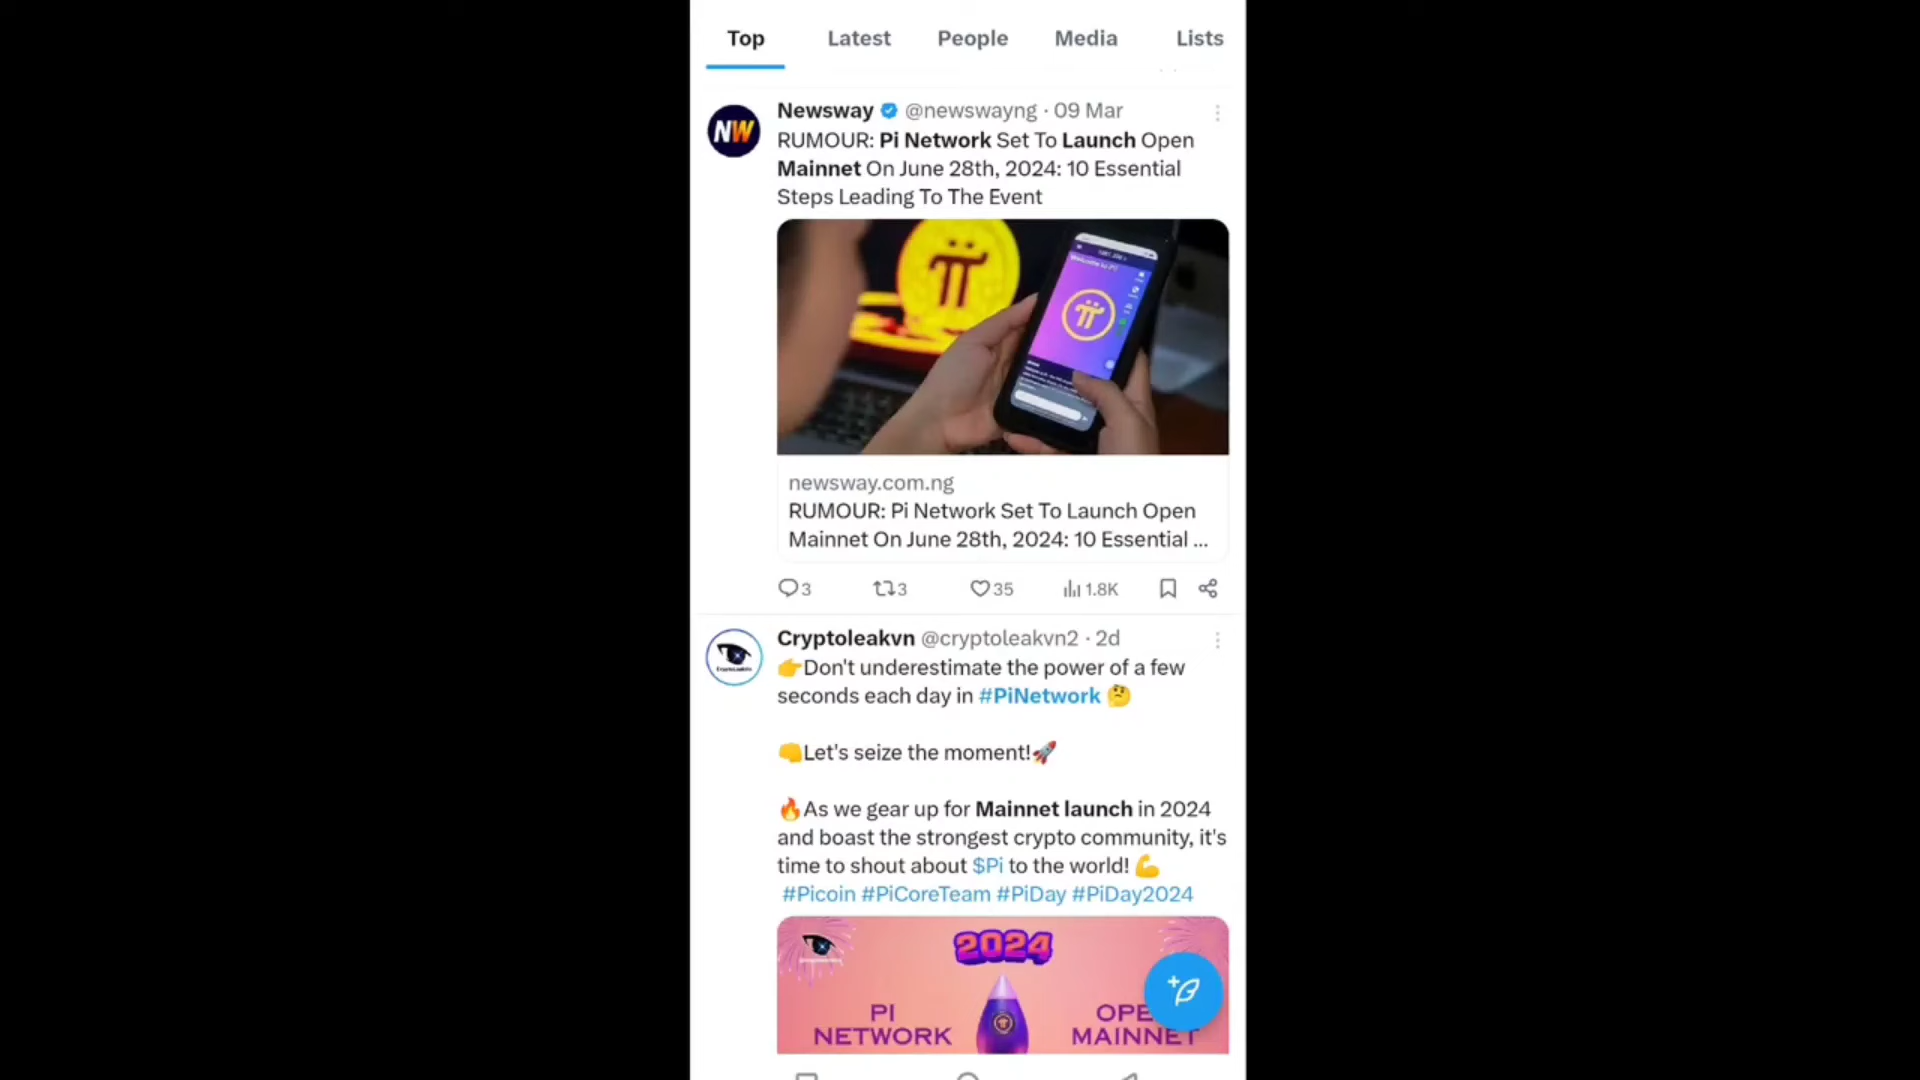 Top Latest People Media Lists
NW
Newsway @newswayng · 09 Mar
RUMOUR: Pi Network Set To Launch Open
Mainnet On June 28th, 2024: 10 Essential
Steps Leading To The Event
newsway.com.ng
RUMOUR: Pi Network Set To Launch Open
Mainnet On June 28th, 2024: 10 Essential ...
3 3 35 1.8K
Cryptoleakvn @cryptoleakvn2 · 2d
👉Don't underestimate the power of a few
seconds each day in #PiNetwork 🤔
👊Let's seize the moment!🚀
🔥As we gear up for Mainnet launch in 2024
and boast the strongest crypto community, it's
time to shout about $Pi to the world! 💪
#Picoin #PiCoreTeam #PiDay #PiDay2024
2024
PI
NETWORK
MAINNET